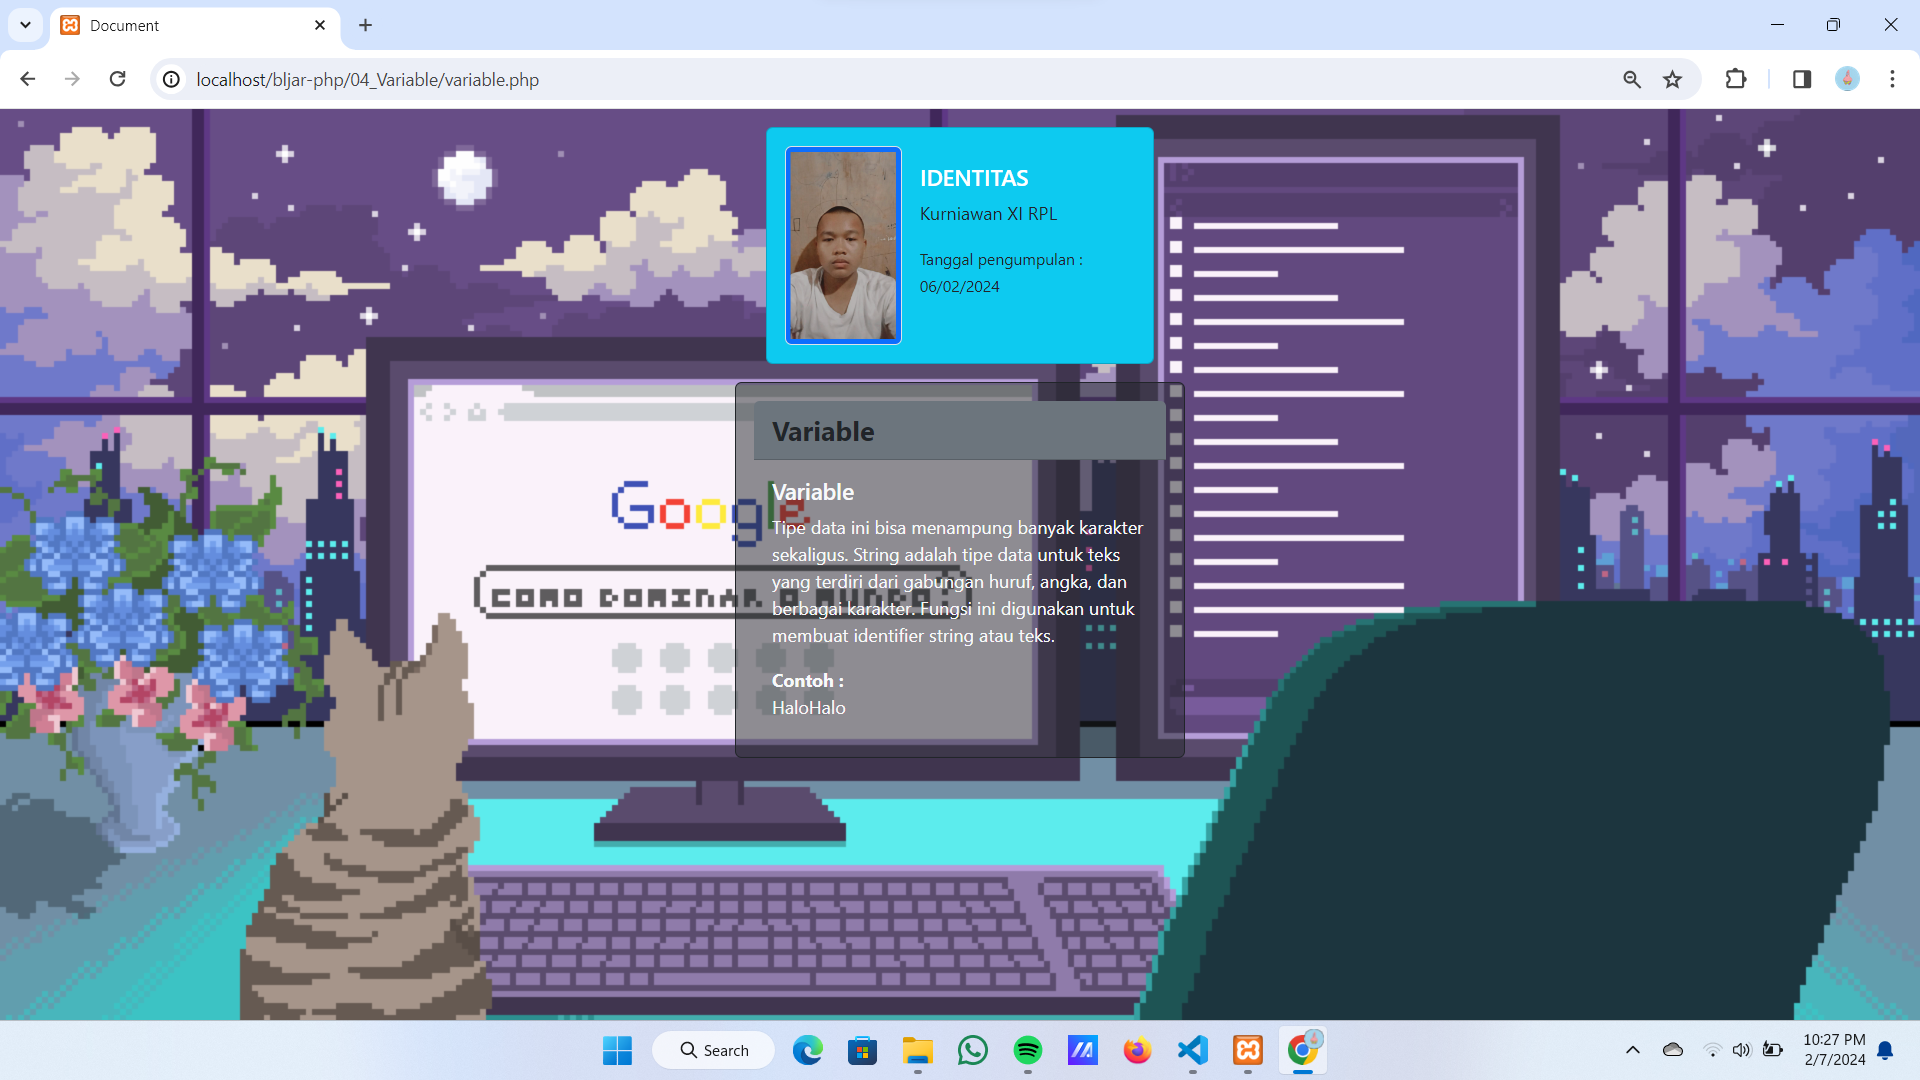 Document
localhost/bljar-php/04_Variable/variable.php
IDENTITAS
Kurniawan XI RPL
Tanggal pengumpulan :
06/02/2024
Variable
Variable
Tipe data ini bisa menampung banyak karakter
sekaligus. String adalah tipe data untuk teks
yang terdiri dari gabungan huruf, angka, dan
berbagai karakter. Fungsi ini digunakan untuk
membuat identifier string atau teks.
Contoh :
HaloHalo
Google
COMO DOMINAR O MUNDO?
Search
10:27 PM
2/7/2024